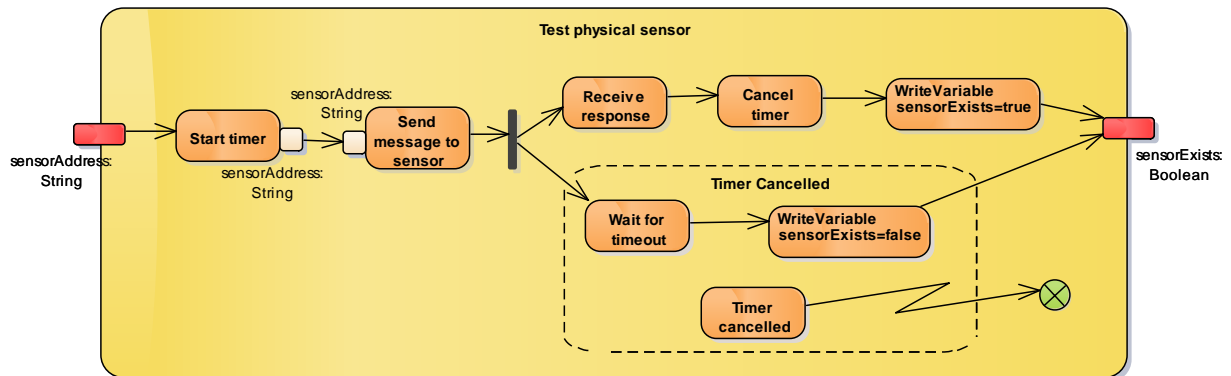 Test physical sensor
sensorAddress:
String
Start timer
sensorAddress:
String
sensorAddress:
String
Send
message to
sensor
Receive
response
Cancel
timer
WriteVariable
sensorExists=true
sensorExists:
Boolean
Timer Cancelled
Wait for
timeout
WriteVariable
sensorExists=false
Timer
cancelled